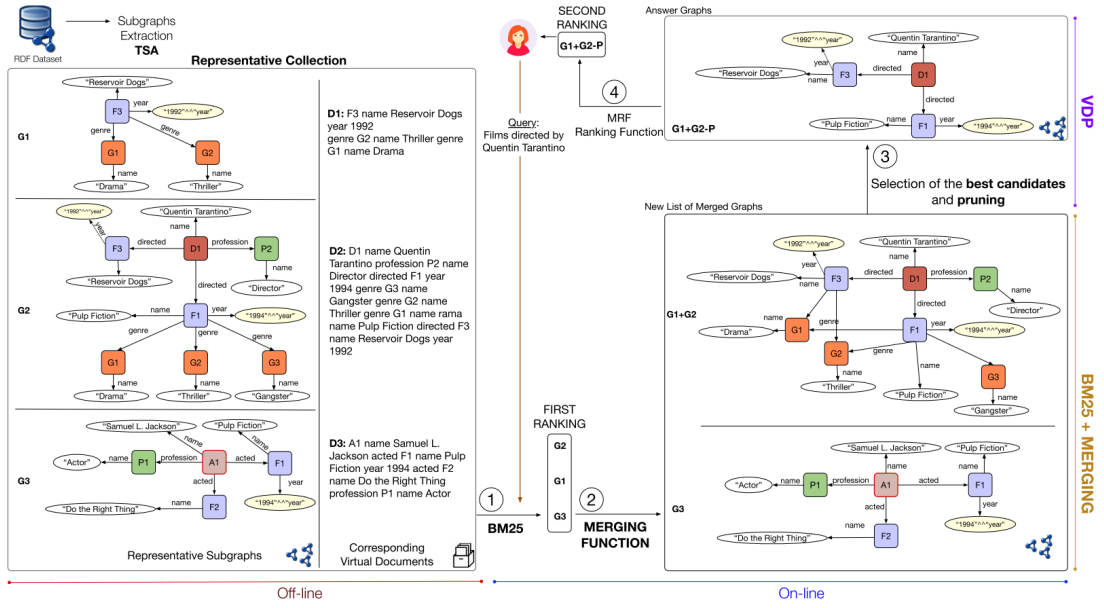 RDF Dataset
Subgraphs
Extraction
TSA
Representative Collection
G1
"Reservoir Dogs"
name
F3
year
"1992"^^"year"
genre
genre
G1
G2
name
name
"Drama"
"Thriller"
D1: F3 name Reservoir Dogs
year 1992
genre G2 name Thriller genre
G1 name Drama
G2
"1992"^^"year"
"Quentin Tarantino"
year
name
F3
directed
D1
profession
P2
name
name
"Reservoir Dogs"
"Director"
directed
"Pulp Fiction"
name
F1
year
"1994"^^"year"
genre
genre
genre
G1
G2
G3
name
name
name
"Drama"
"Thriller"
"Gangster"
D2: D1 name Quentin
Tarantino profession P2 name
Director directed F1 year
1994 genre G3 name
Gangster genre G2 name
Thriller genre G1 name rama
name Pulp Fiction directed F3
name Reservoir Dogs year
1992
G3
"Samuel L. Jackson"
"Pulp Fiction"
name
name
"Actor"
name
P1
profession
A1
acted
F1
acted
year
"Do the Right Thing"
name
F2
"1994"^^"year"
D3: A1 name Samuel L.
Jackson acted F1 name Pulp
Fiction year 1994 acted F2
name Do the Right Thing
profession P1 name Actor
Representative Subgraphs
Corresponding
Virtual Documents
Off-line
Query:
Films directed by
Quentin Tarantino
1
BM25
FIRST
RANKING
G2
G1
G3
2
MERGING
FUNCTION
New List of Merged Graphs
G1+G2
"1992"^^"year"
"Quentin Tarantino"
year
name
"Reservoir Dogs"
name
F3
directed
D1
profession
P2
name
"Director"
directed
name
genre
"Drama"
G1
F1
year
"1994"^^"year"
G2
genre
name
name
G3
"Thriller"
"Pulp Fiction"
name
"Gangster"
G3
"Samuel L. Jackson"
"Pulp Fiction"
name
name
"Actor"
name
P1
profession
A1
acted
F1
acted
year
name
"1994"^^"year"
"Do the Right Thing"
F2
BM25 + MERGING
3
Selection of the best candidates
and pruning
Answer Graphs
"1992"^^"year"
"Quentin Tarantino"
year
name
"Reservoir Dogs"
name
F3
directed
D1
directed
"Pulp Fiction"
name
F1
year
"1994"^^"year"
G1+G2-P
VDP
4
MRF
Ranking Function
SECOND
RANKING
G1+G2-P
On-line